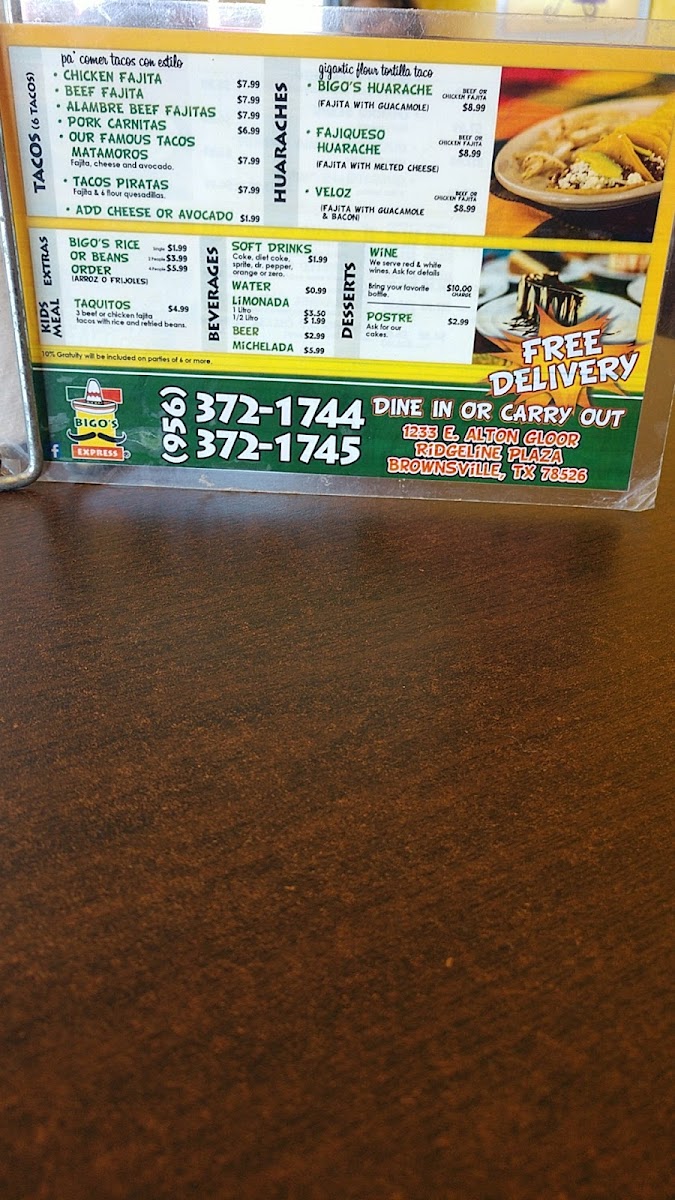 TACOS (6 TACOS)
pa' comer tacos con estilo
• CHICKEN FAJITA $7.99
• BEEF FAJITA $7.99
• ALAMBRE BEEF FAJITAS $7.99
• PORK CARNITAS $6.99
• OUR FAMOUS TACOS
MATAMOROS $7.99
Fajita, cheese and avocado.
• TACOS PIRATAS $7.99
Fajita & 6 flour quesadillas.
• ADD CHEESE OR AVOCADO $1.99
HUARACHES
gigantic flour tortilla taco
• BIGO'S HUARACHE BEEF OR
CHICKEN FAJITA
(FAJITA WITH GUACAMOLE) $8.99
• FAJIQUESO BEEF OR
HUARACHE CHICKEN FAJITA
$8.99
(FAJITA WITH MELTED CHEESE)
• VELOZ BEEF OR
CHICKEN FAJITA
(FAJITA WITH GUACAMOLE $8.99
& BACON)
EXTRAS
BIGO'S RICE Single $1.99
OR BEANS 2 People $3.99
ORDER 4 People $5.99
(ARROZ O FRIJOLES)
KIDS
MEAL
TAQUITOS $4.99
3 beef or chicken fajita
tacos with rice and refried beans.
BEVERAGES
SOFT DRINKS
Coke, diet coke, $1.99
sprite, dr. pepper,
orange or zero.
WATER $0.99
LIMONADA
1 Litro $3.50
1/2 Litro $ 1.99
BEER $2.99
MICHELADA $5.99
DESSERTS
WINE
We serve red & white
wines. Ask for details
Bring your favorite $10.00
bottle. CHARGE
POSTRE $2.99
Ask for our
cakes.
10% Gratuity will be included on parties of 6 or more.
FREE
DELIVERY
BIGO'S
EXPRESS
f
(956) 372-1744
372-1745
DINE IN OR CARRY OUT
1233 E. ALTON GLOOR
RIDGELINE PLAZA
BROWNSVILLE, TX 78526